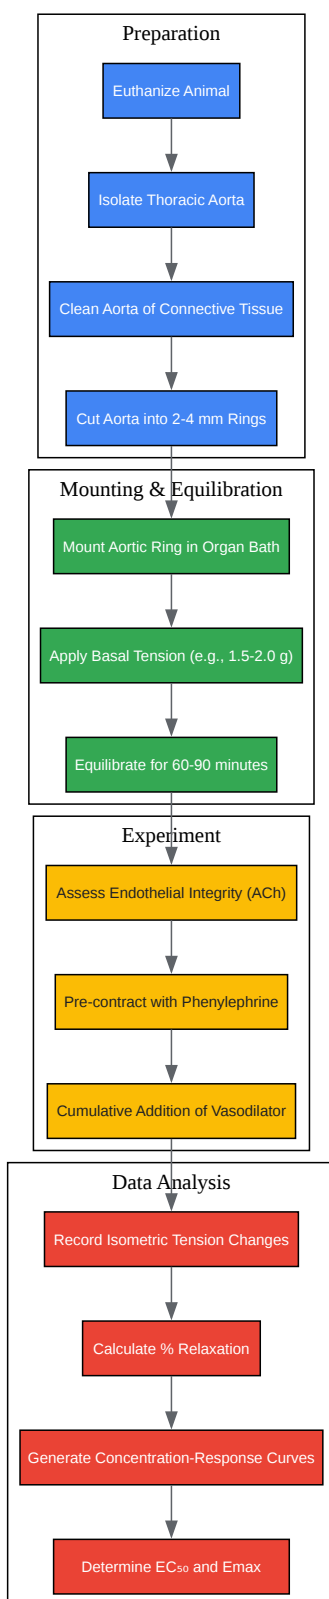 Preparation
Euthanize Animal
Isolate Thoracic Aorta
Clean Aorta of Connective Tissue
Cut Aorta into 2-4 mm Rings
Mounting & Equilibration
Mount Aortic Ring in Organ Bath
Apply Basal Tension (e.g., 1.5-2.0 g)
Equilibrate for 60-90 minutes
Experiment
Assess Endothelial Integrity (ACh)
Pre-contract with Phenylephrine
Cumulative Addition of Vasodilator
Data Analysis
Record Isometric Tension Changes
Calculate % Relaxation
Generate Concentration-Response Curves
Determine EC₅₀ and Emax